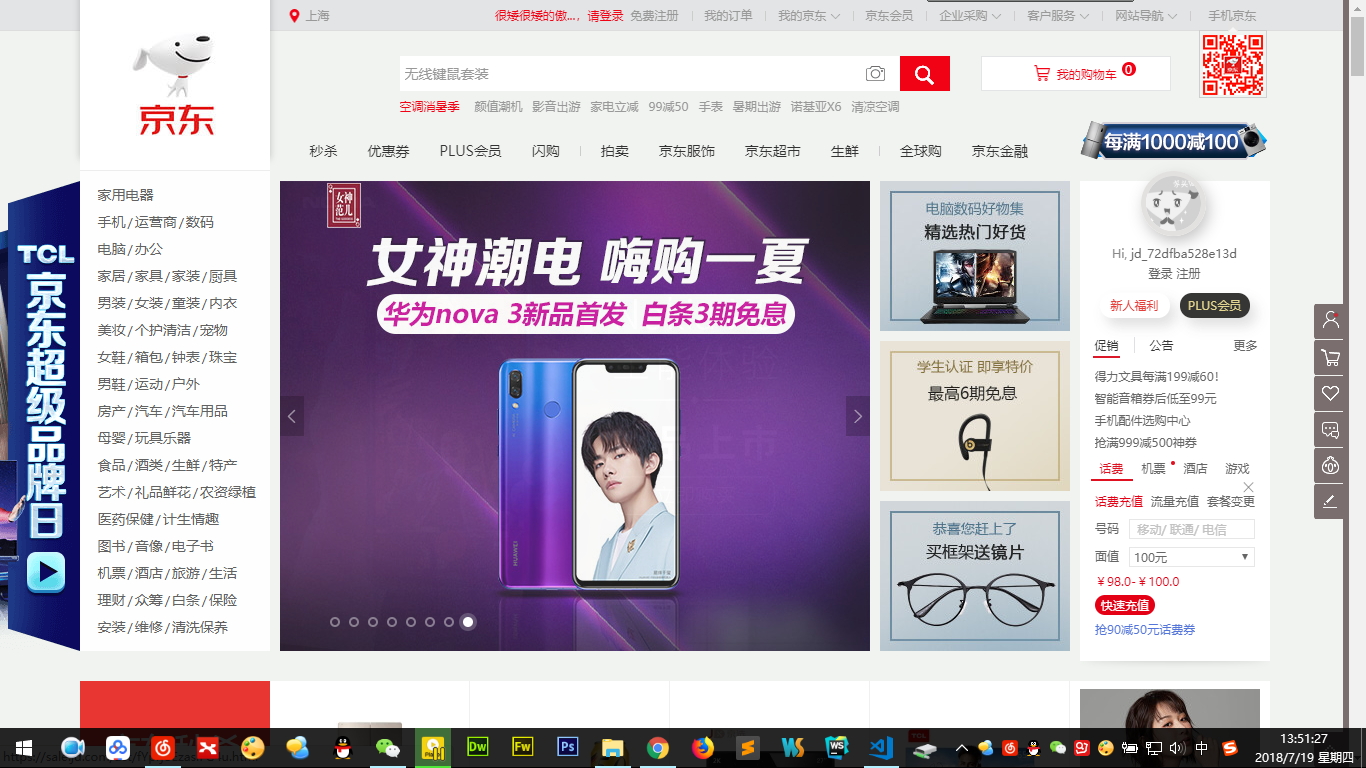 上海
很矮很矮的傲...，请登录 免费注册
我的订单
我的京东
京东会员
企业采购
客户服务
网站导航
手机京东
京东
无线键鼠套装
我的购物车 0
空调消暑季 颜值潮机 影音出游 家电立减 99减50 手表 暑期出游 诺基亚X6 清凉空调
每满1000减100
秒杀 优惠券 PLUS会员 闪购 拍卖 京东服饰 京东超市 生鲜 全球购 京东金融
TCL
京东超级品牌日
家用电器
手机/运营商/数码
电脑/办公
家居/家具/家装/厨具
男装/女装/童装/内衣
美妆/个护清洁/宠物
女鞋/箱包/钟表/珠宝
男鞋/运动/户外
房产/汽车/汽车用品
母婴/玩具乐器
食品/酒类/生鲜/特产
艺术/礼品鲜花/农资绿植
医药保健/计生情趣
图书/音像/电子书
机票/酒店/旅游/生活
理财/众筹/白条/保险
安装/维修/清洗保养
女神范儿
女神潮电 嗨购一夏
华为nova 3新品首发 白条3期免息
HUAWEI
电脑数码好物集
精选热门好货
学生认证 即享特价
最高6期免息
恭喜您赶上了
买框架送镜片
Hi, jd_72dfba528e13d
登录 注册
新人福利 PLUS会员
促销 公告 更多
得力文具每满199减60！
智能音箱券后低至99元
手机配件选购中心
抢满999减500神券
话费 机票 酒店 游戏
话费充值 流量充值 套餐变更
号码 移动/ 联通/ 电信
面值 100元
￥98.0-￥100.0
快速充值
抢90减50元话费券
Dw
Fw
Ps
WS
中
13:51:27
2018/7/19 星期四